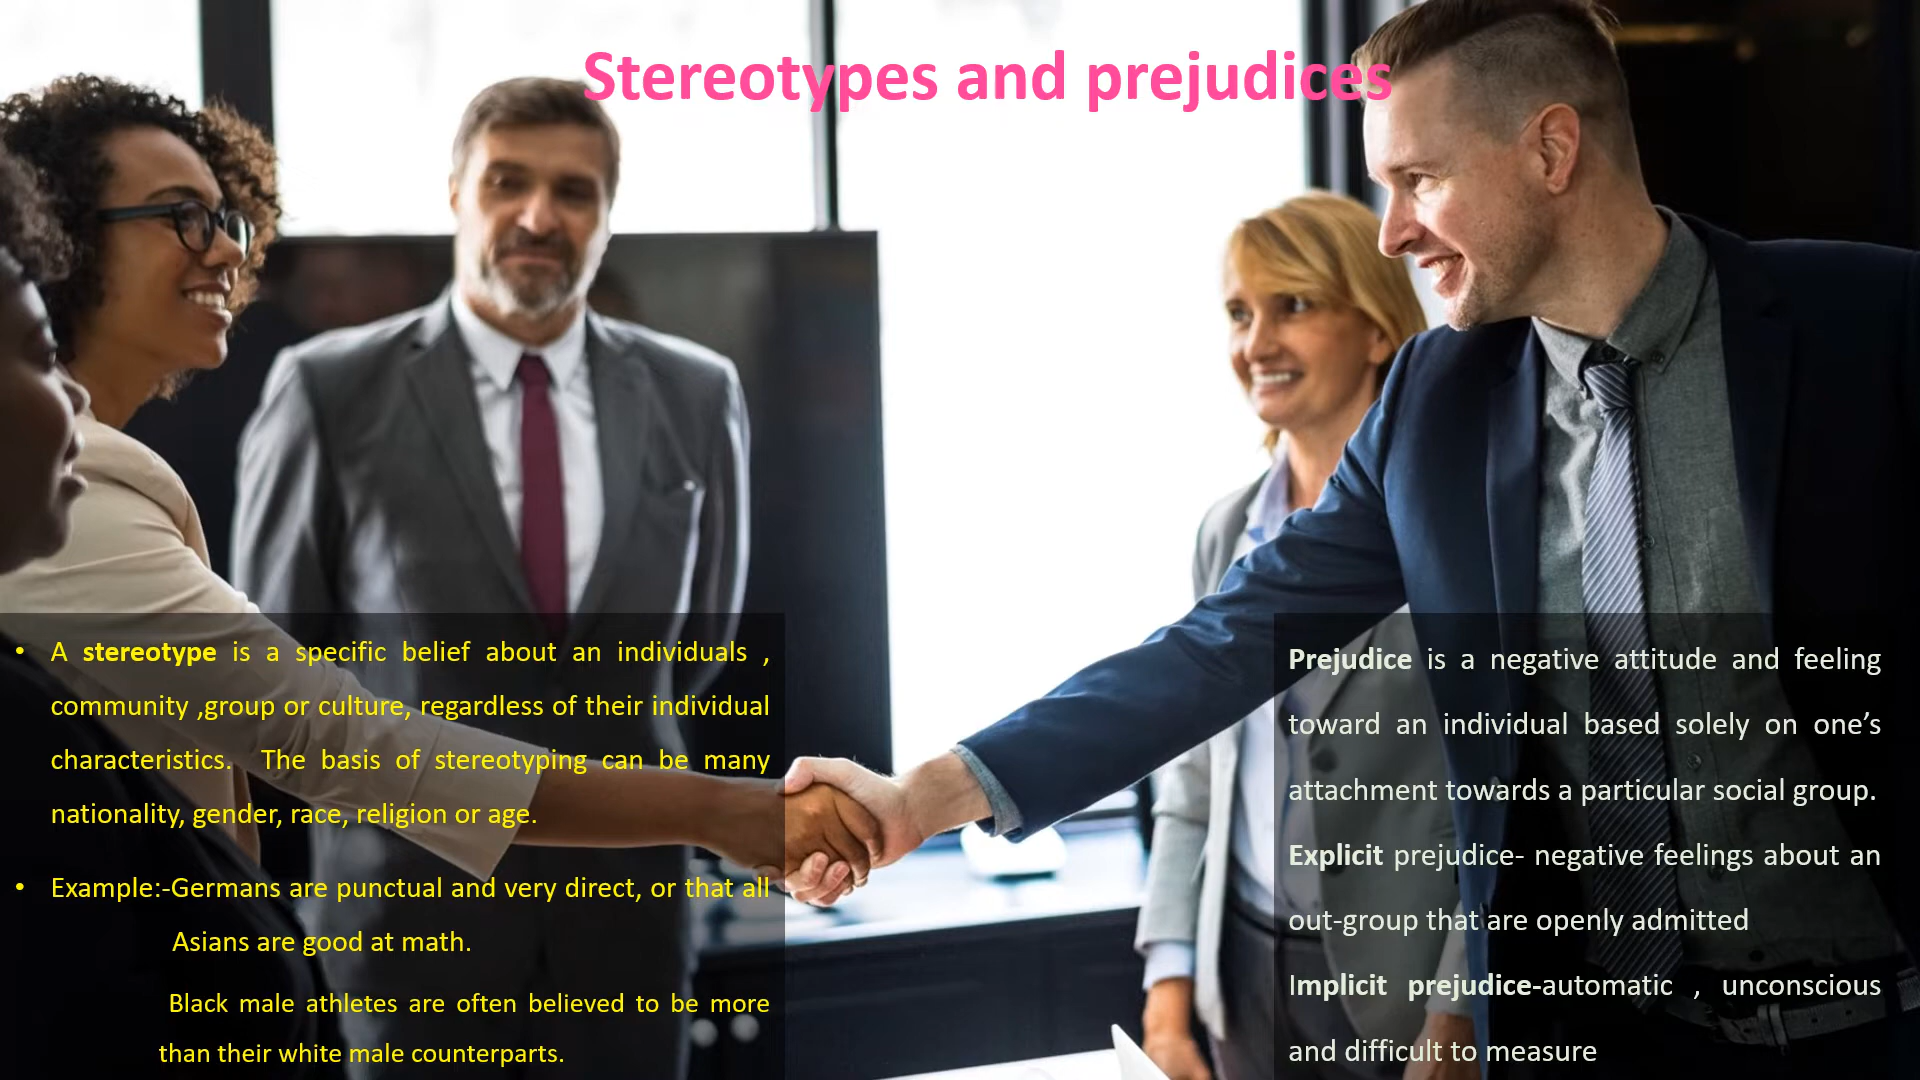 Stereotypes and prejudices
• A stereotype is a specific belief about an individuals ,
community ,group or culture, regardless of their individual
characteristics. The basis of stereotyping can be many
nationality, gender, race, religion or age.
• Example:-Germans are punctual and very direct, or that all
Asians are good at math.
Black male athletes are often believed to be more
than their white male counterparts.
Prejudice is a negative attitude and feeling
toward an individual based solely on one’s
attachment towards a particular social group.
Explicit prejudice- negative feelings about an
out-group that are openly admitted
Implicit prejudice-automatic , unconscious
and difficult to measure